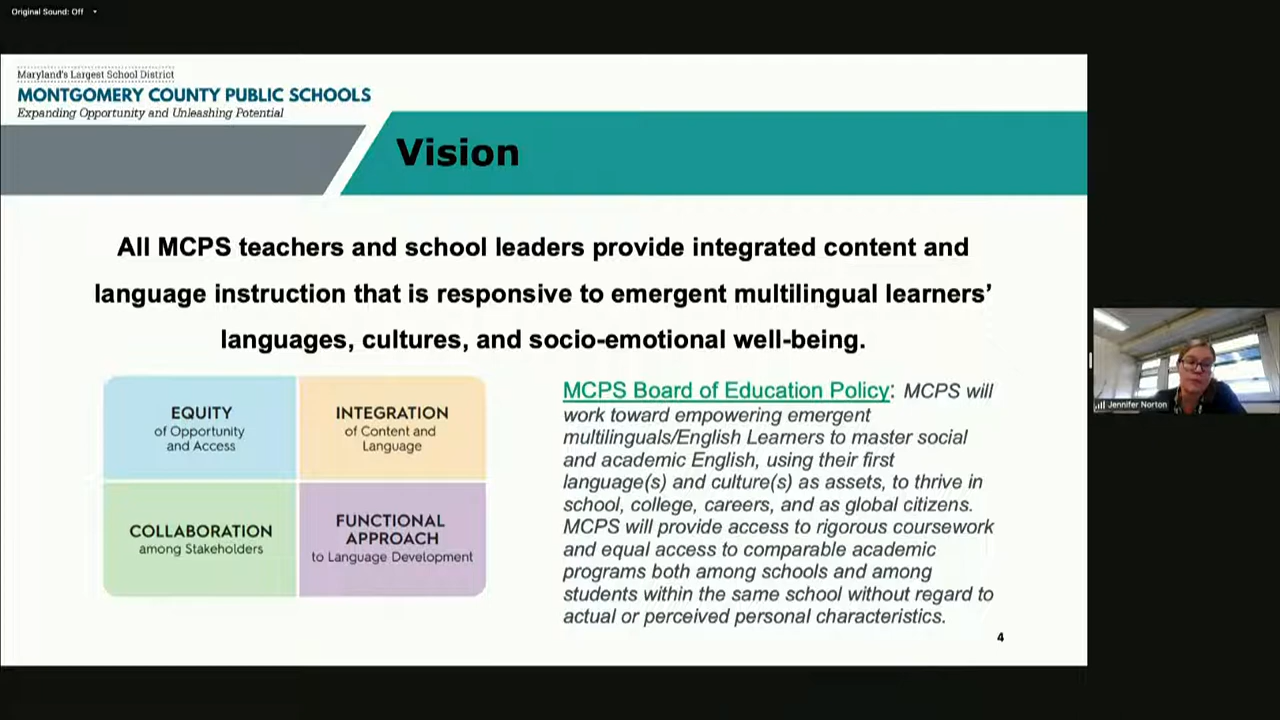 Original Sound: Off
Maryland's Largest School District
MONTGOMERY COUNTY PUBLIC SCHOOLS
Expanding Opportunity and Unleashing Potential
Vision
All MCPS teachers and school leaders provide integrated content and
language instruction that is responsive to emergent multilingual learners’
languages, cultures, and socio-emotional well-being.
EQUITY
of Opportunity
and Access
INTEGRATION
of Content and
Language
COLLABORATION
among Stakeholders
FUNCTIONAL
APPROACH
to Language Development
MCPS Board of Education Policy: MCPS will
work toward empowering emergent
multilinguals/English Learners to master social
and academic English, using their first
language(s) and culture(s) as assets, to thrive in
school, college, careers, and as global citizens.
MCPS will provide access to rigorous coursework
and equal access to comparable academic
programs both among schools and among
students within the same school without regard to
actual or perceived personal characteristics.
4
Jennifer Norton